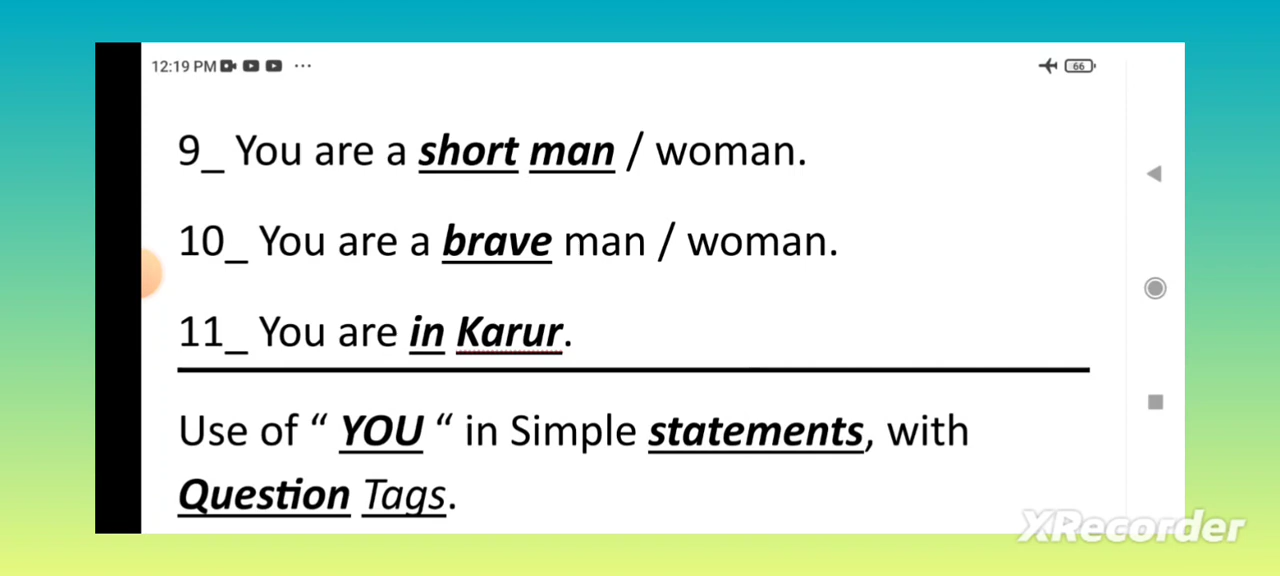 12:19 PM
66
9_ You are a short man / woman.
10_ You are a brave man / woman.
11_ You are in Karur.
Use of “ YOU “ in Simple statements, with
Question Tags.
XRecorder